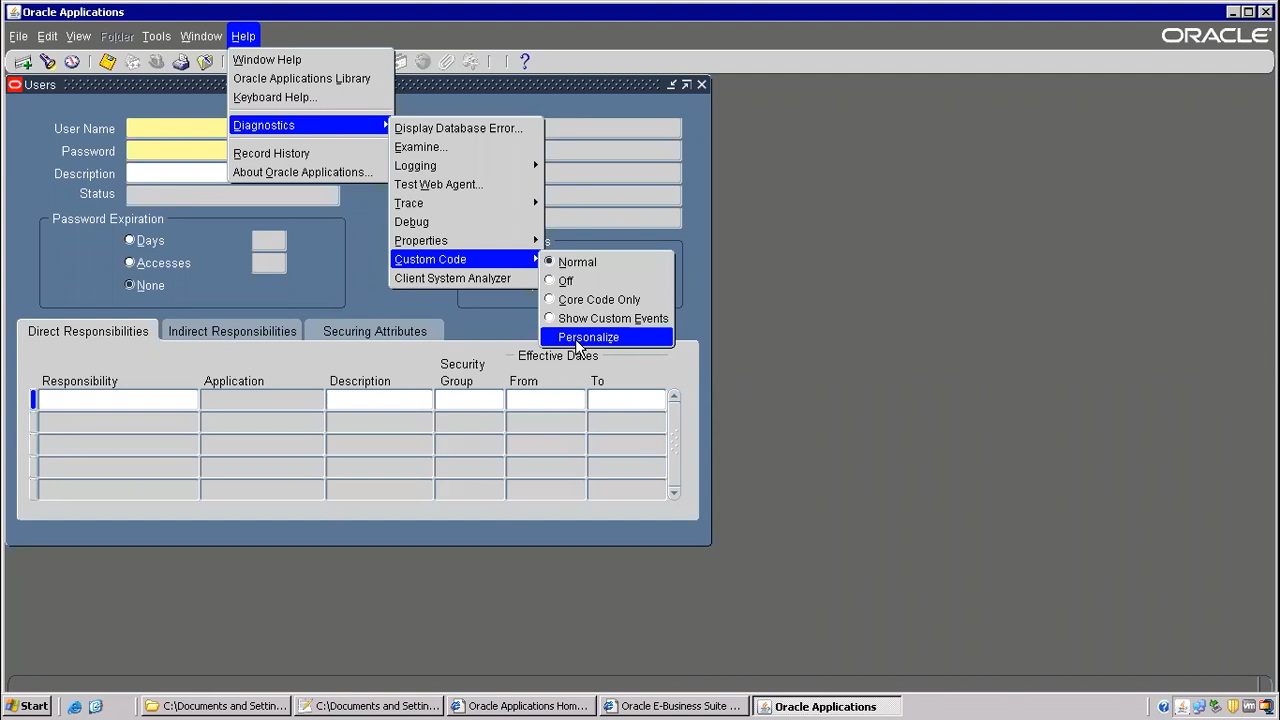 Oracle Applications
File Edit View Folder Tools Window Help
ORACLE
Window Help
Oracle Applications Library
Keyboard Help...
Diagnostics
Record History
About Oracle Applications...
Display Database Error...
Examine...
Logging
Test Web Agent...
Trace
Debug
Properties
Custom Code
Client System Analyzer
Normal
Off
Core Code Only
Show Custom Events
Personalize
Users
User Name
Password
Description
Status
Password Expiration
Days
Accesses
None
Direct Responsibilities Indirect Responsibilities Securing Attributes
Security Effective Dates
Responsibility Application Description Group From To
Start C:\Documents and Settin... C:\Documents and Settin... Oracle Applications Fram... Oracle E-Business Suite ... Oracle Applications